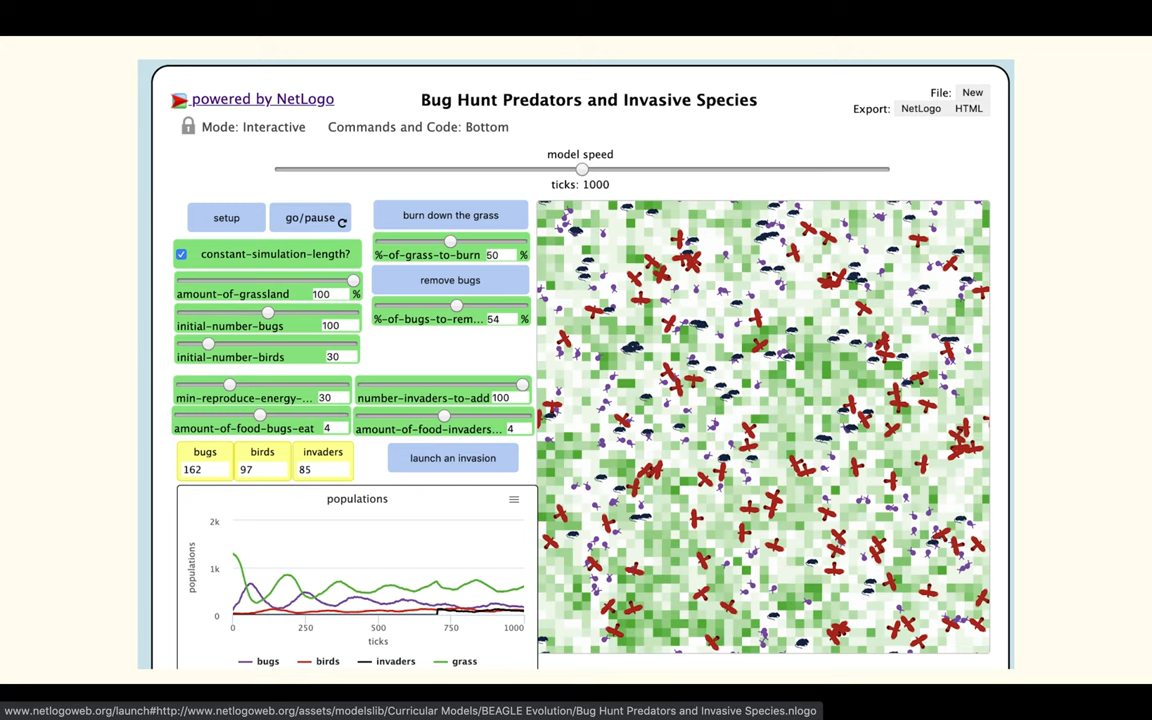 powered by NetLogo
Bug Hunt Predators and Invasive Species
File: New
Export: NetLogo HTML
Mode: Interactive
Commands and Code: Bottom
model speed
ticks: 1000
setup
go/pause
burn down the grass
constant-simulation-length?
%-of-grass-to-burn 50 %
amount-of-grassland 100 %
remove bugs
initial-number-bugs 100
%-of-bugs-to-rem... 54 %
initial-number-birds 30
min-reproduce-energy-... 30
number-invaders-to-add 100
amount-of-food-bugs-eat 4
amount-of-food-invaders... 4
bugs 162
birds 97
invaders 85
launch an invasion
populations
populations
2k
1k
0
0 250 500 750 1000
ticks
bugs birds invaders grass
www.netlogoweb.org/launch#http://www.netlogoweb.org/assets/modelslib/Curricular Models/BEAGLE Evolution/Bug Hunt Predators and Invasive Species.nlogo